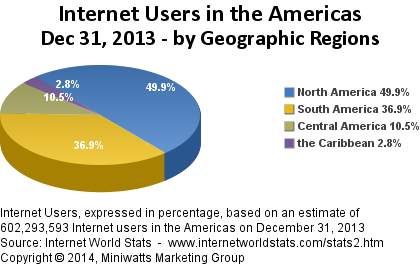 Internet Users in the Americas
Dec 31, 2013 - by Geographic Regions
2.8%
49.9%
10.5%
36.9%
North America 49.9%
South America 36.9%
Central America 10.5%
the Caribbean 2.8%
Internet Users, expressed in percentage, based on an estimate of
602,293,593 Internet users in the Americas on December 31, 2013
Source: Internet World Stats - www.internetworldstats.com/stats2.htm
Copyright © 2014, Miniwatts Marketing Group